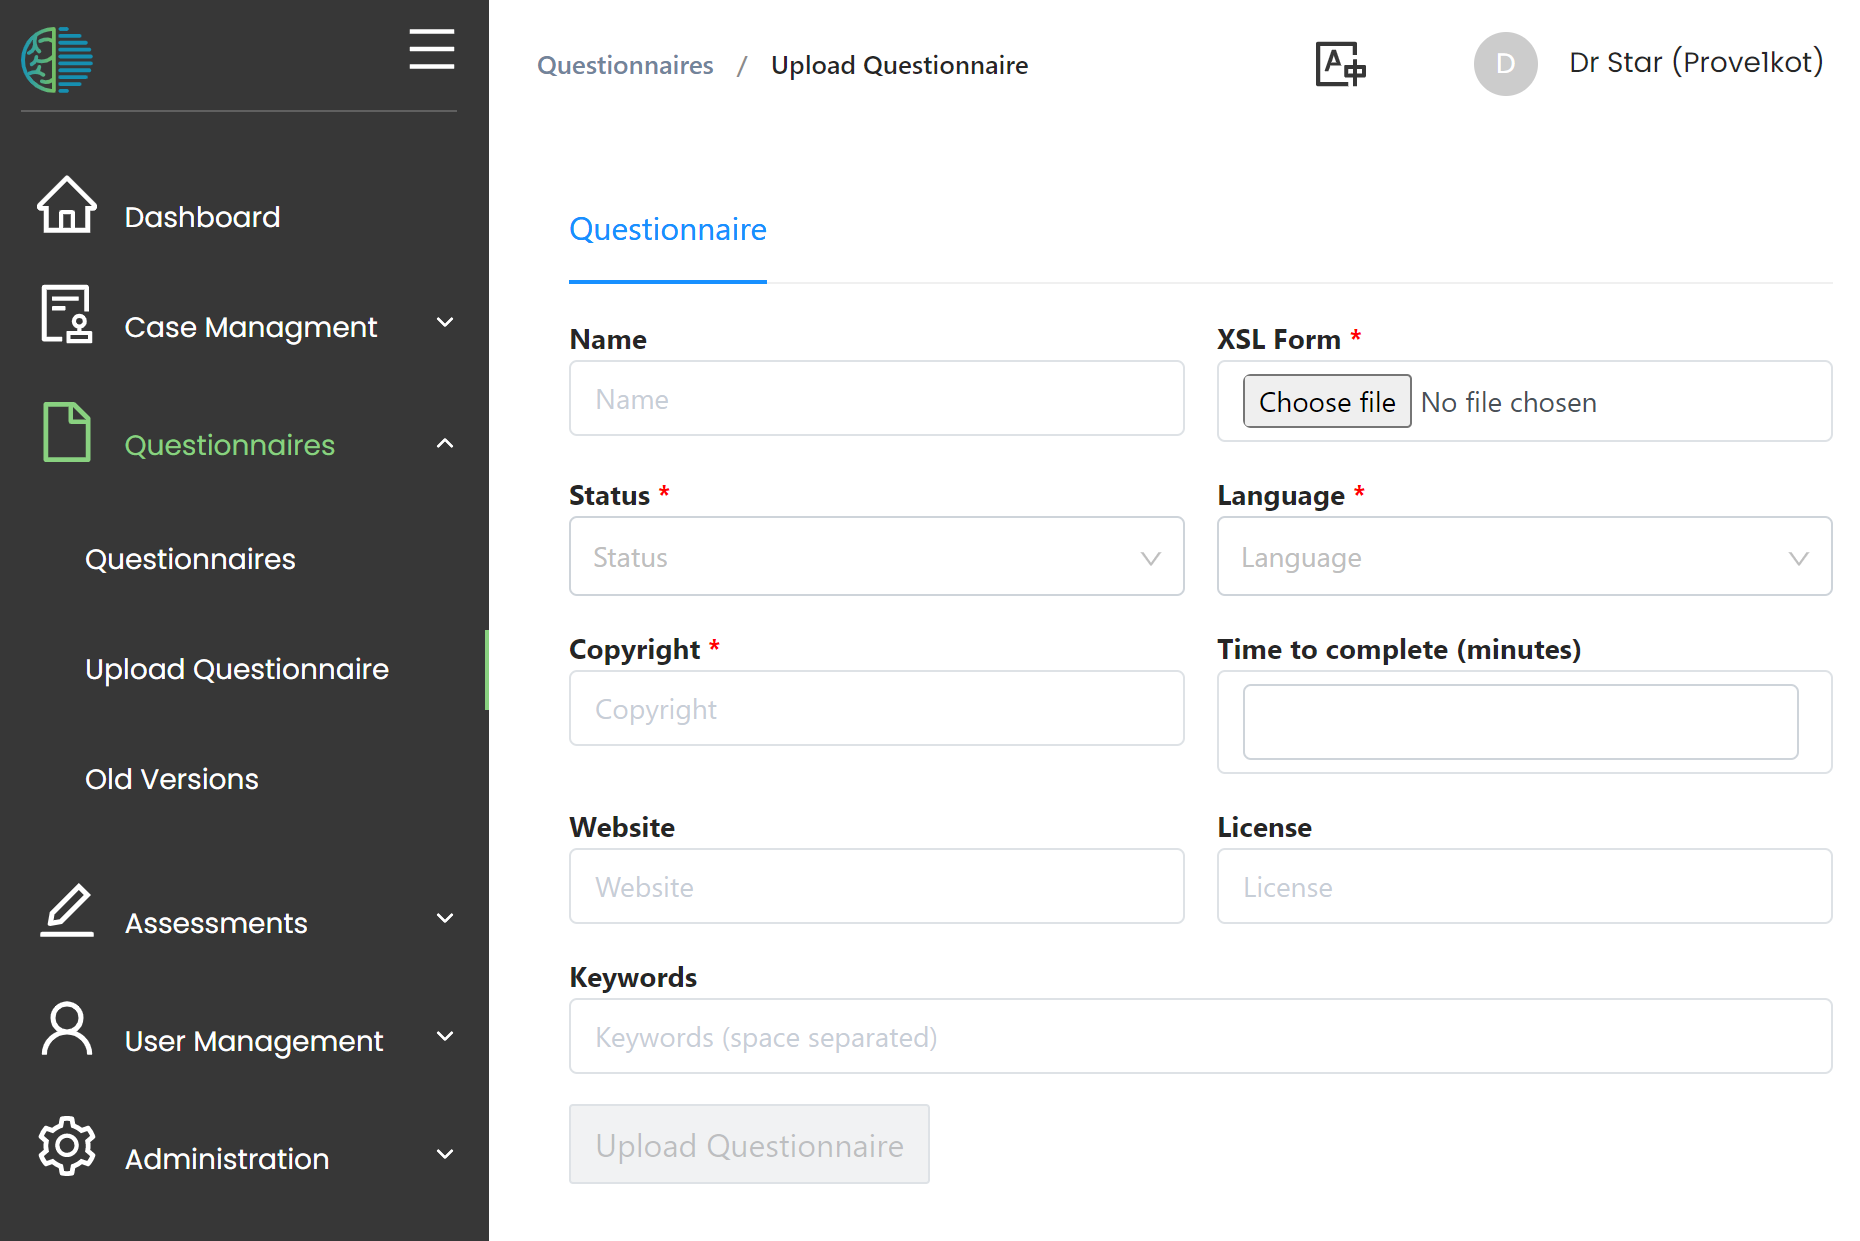 Questionnaires / Upload Questionnaire
A
D
Dr Star (Prove1kot)
Dashboard
Case Managment
Questionnaires
Questionnaires
Upload Questionnaire
Old Versions
Assessments
User Management
Administration
Questionnaire
Name
Name
XSL Form *
Choose file No file chosen
Status *
Status
Language *
Language
Copyright *
Copyright
Time to complete (minutes)
Website
Website
License
License
Keywords
Keywords (space separated)
Upload Questionnaire